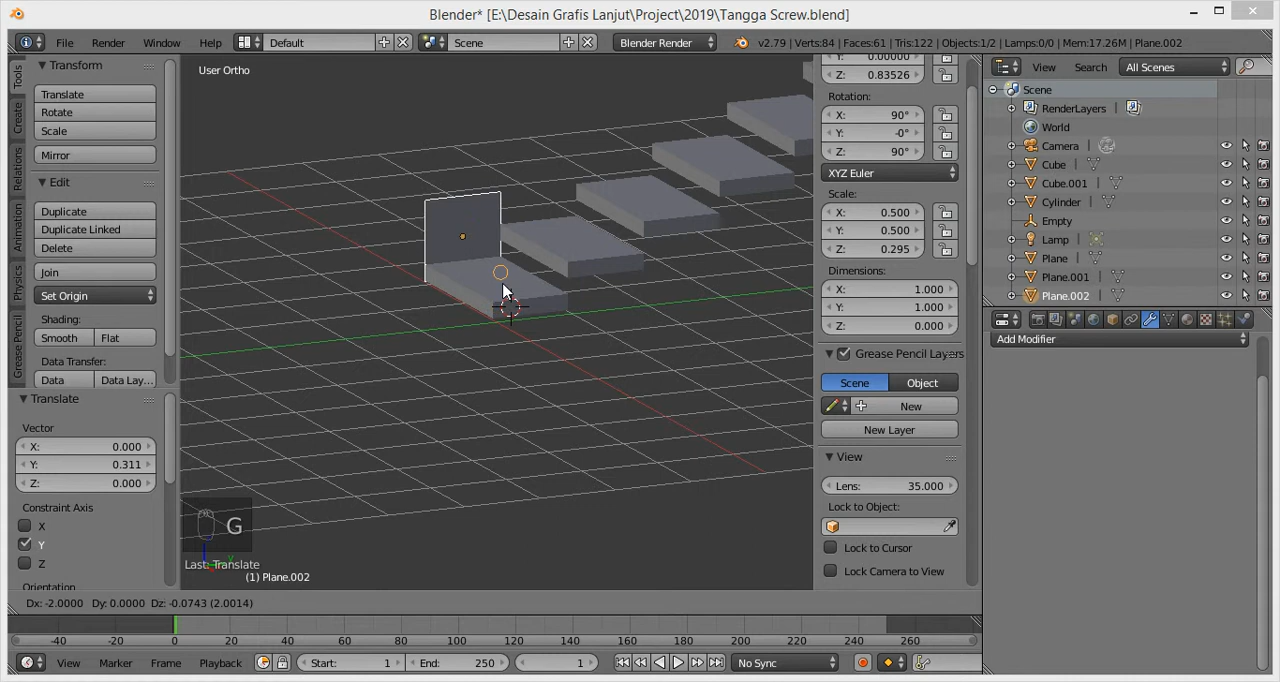 Blender* [E:\Desain Grafis Lanjut\Project\2019\Tangga Screw.blend]
File Render Window Help Default Scene Blender Render v2.79 | Verts:84 | Faces:61 | Tris:122 | Objects:1/2 | Lamps:0/0 | Mem:17.26M | Plane.002
Tools
Create
Relations
Animation
Physics
Grease Pencil
Transform
Translate
Rotate
Scale
Mirror
Edit
Duplicate
Duplicate Linked
Delete
Join
Set Origin
Shading:
Smooth Flat
Data Transfer:
Data Data Lay...
Translate
Vector
X: 0.000
Y: 0.311
Z: 0.000
Constraint Axis
X
Y
Z
Orientation
User Ortho
G
Last: Translate
(1) Plane.002
Dx: -2.0000 Dy: 0.0000 Dz: -0.0743 (2.0014)
Y: 0.00000
Z: 0.83526
Rotation:
X: 90°
Y: -0°
Z: 90°
XYZ Euler
Scale:
X: 0.500
Y: 0.500
Z: 0.295
Dimensions:
X: 1.000
Y: 1.000
Z: 0.000
Grease Pencil Layers
Scene Object
New
New Layer
View
Lens: 35.000
Lock to Object:
Lock to Cursor
Lock Camera to View
View Search All Scenes
Scene
RenderLayers
World
Camera
Cube
Cube.001
Cylinder
Empty
Lamp
Plane
Plane.001
Plane.002
Add Modifier
-40 -20 0 20 40 60 80 100 120 140 160 180 200 220 240 260
View Marker Frame Playback Start: 1 End: 250 1 No Sync